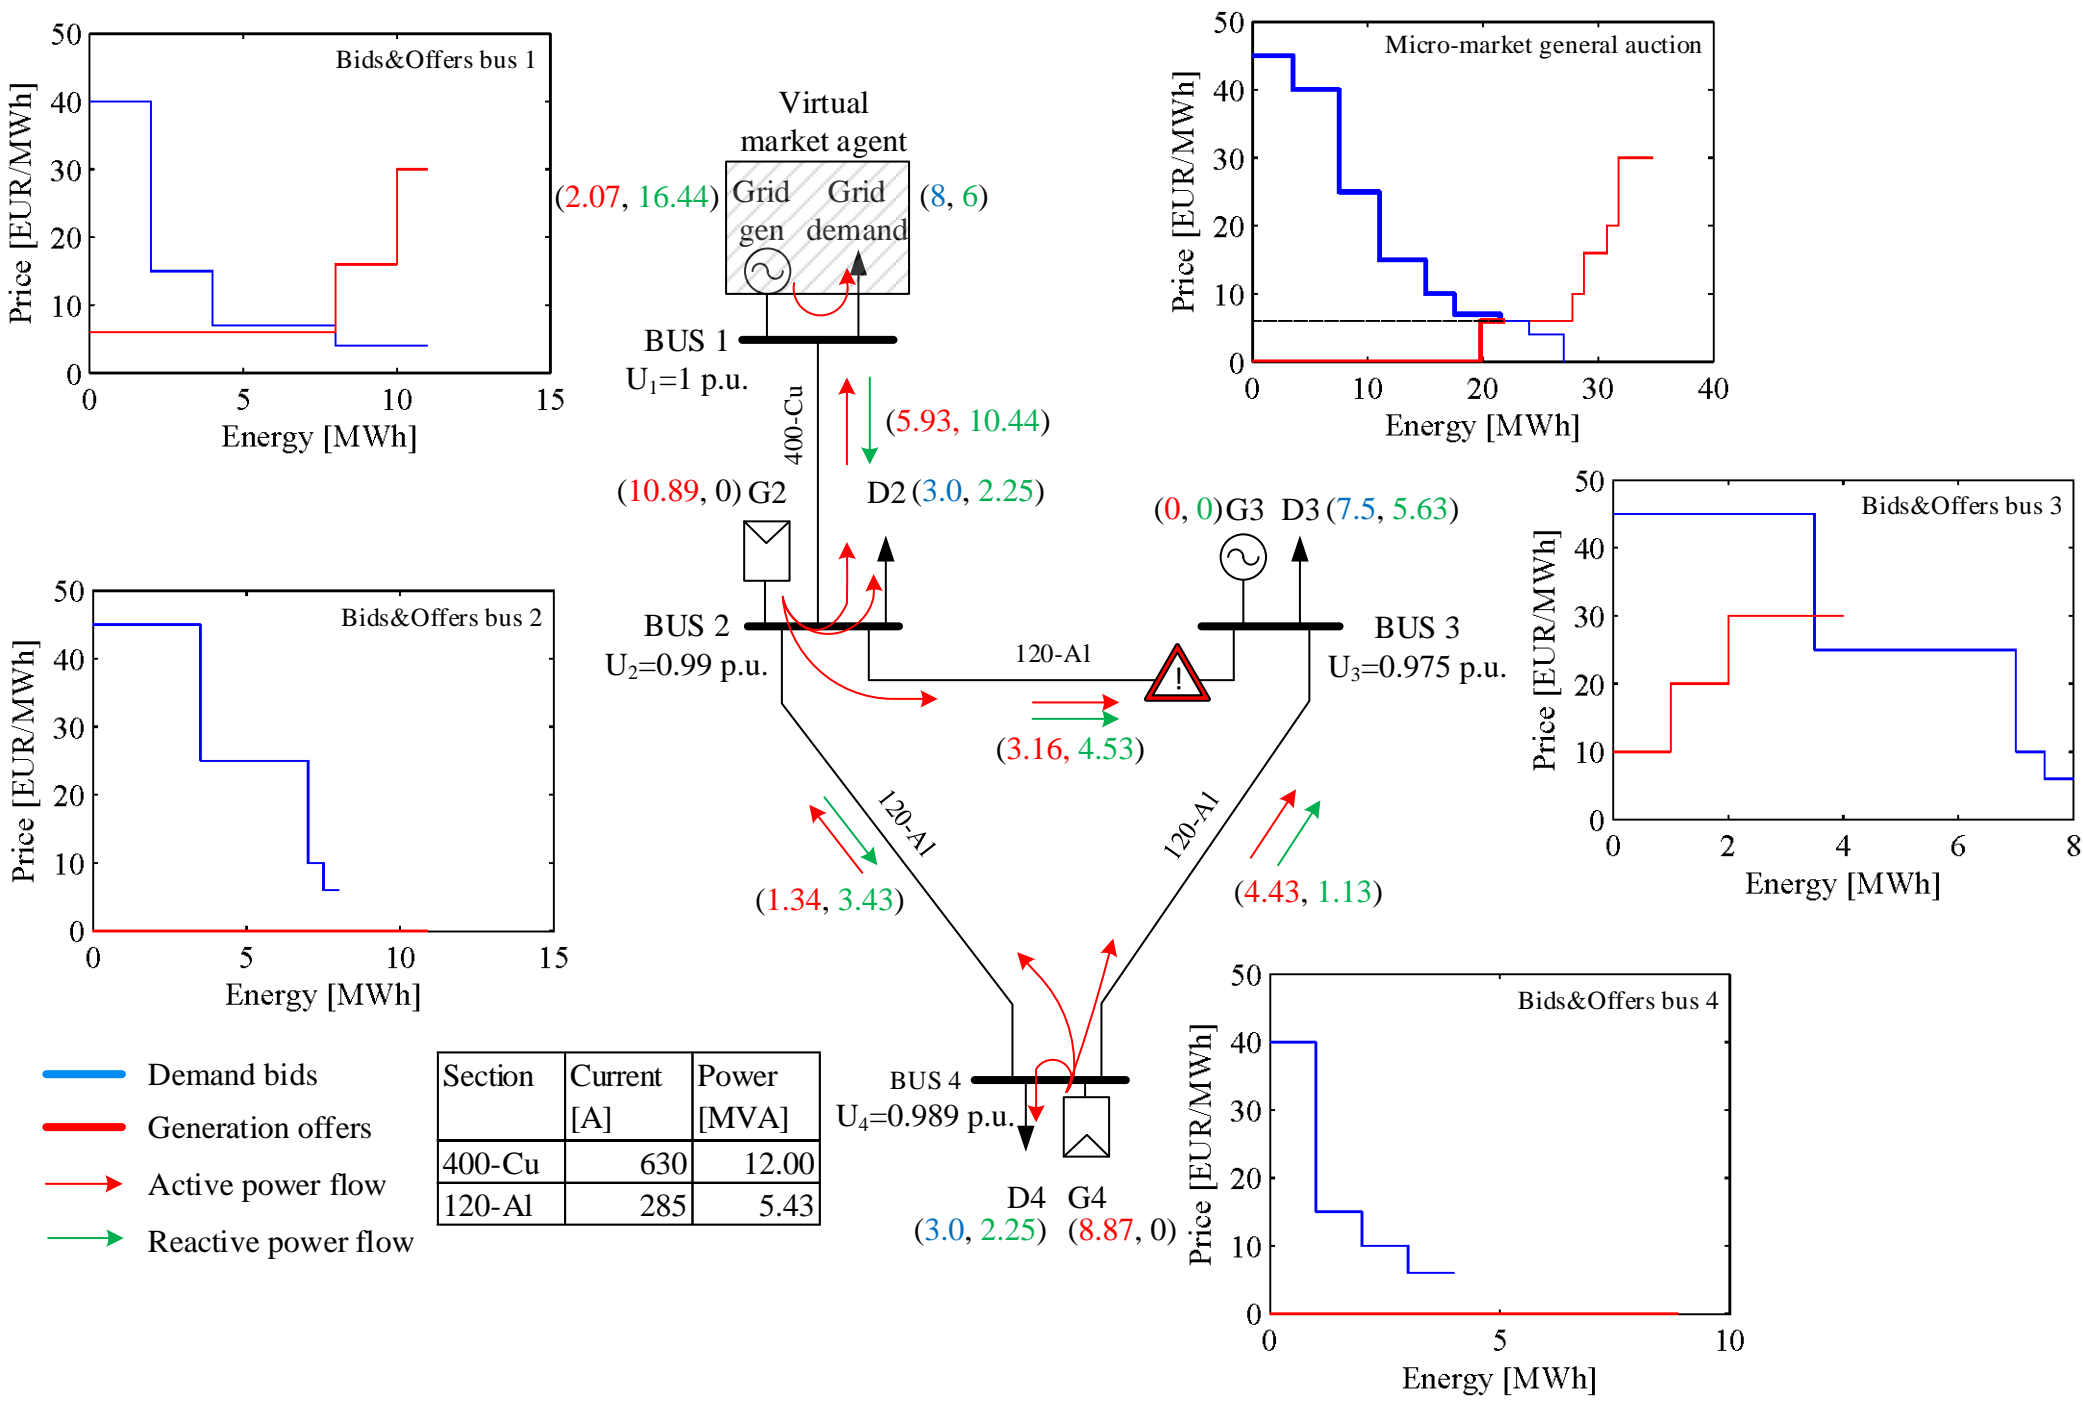 50
40
30
20
10
0
Price [EUR/MWh]
Bids&Offers bus 1
0 5 10 15
Energy [MWh]
Virtual
market agent
(2.07, 16.44)
Grid
gen
Grid
demand
(8, 6)
BUS 1
U1=1 p.u.
400-Cu
(5.93, 10.44)
50
40
30
20
10
0
Price [EUR/MWh]
Micro-market general auction
0 10 20 30 40
Energy [MWh]
(10.89, 0) G2
D2 (3.0, 2.25)
BUS 2
U2=0.99 p.u.
120-Al
(3.16, 4.53)
(0, 0) G3 D3 (7.5, 5.63)
!
BUS 3
U3=0.975 p.u.
50
40
30
20
10
0
Price [EUR/MWh]
Bids&Offers bus 3
0 2 4 6 8
Energy [MWh]
50
40
30
20
10
0
Price [EUR/MWh]
Bids&Offers bus 2
0 5 10 15
Energy [MWh]
120-Al
(1.34, 3.43)
120-Al
(4.43, 1.13)
BUS 4
U4=0.989 p.u.
D4 G4
(3.0, 2.25) (8.87, 0)
50
40
30
20
10
0
Price [EUR/MWh]
Bids&Offers bus 4
0 5 10
Energy [MWh]
Demand bids
Generation offers
Active power flow
Reactive power flow
Section Current Power
[A] [MVA]
400-Cu 630 12.00
120-Al 285 5.43